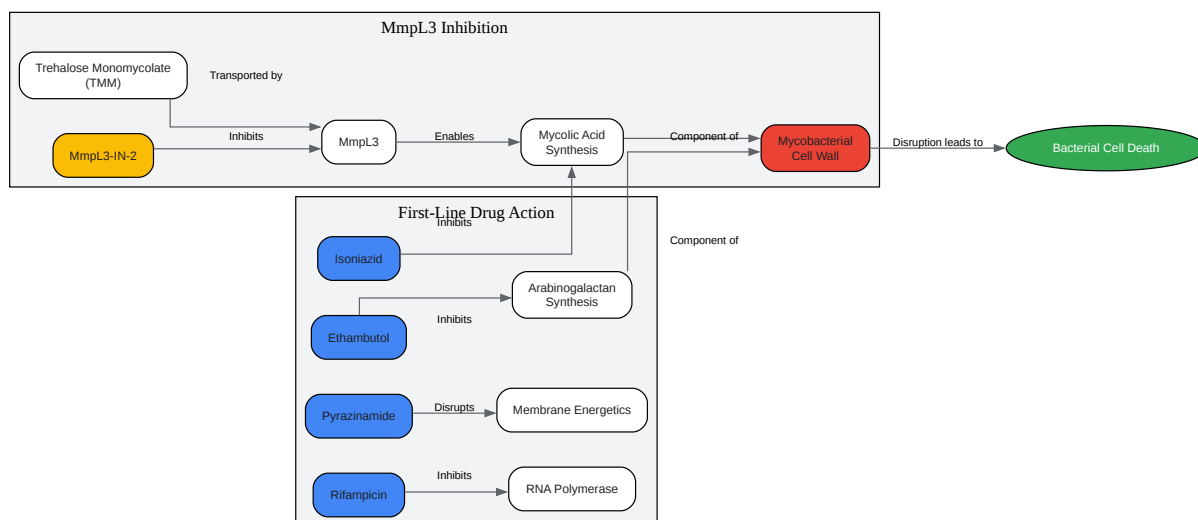 MmpL3 Inhibition
Trehalose Monomycolate
(TMM)
Transported by
MmpL3-IN-2
Inhibits
MmpL3
Enables
Mycolic Acid
Synthesis
Component of
Mycobacterial
Cell Wall
Disruption leads to
Bacterial Cell Death
First-Line Drug Action
Inhibits
Isoniazid
Component of
Arabinogalactan
Synthesis
Inhibits
Ethambutol
Pyrazinamide
Disrupts
Membrane Energetics
Rifampicin
Inhibits
RNA Polymerase